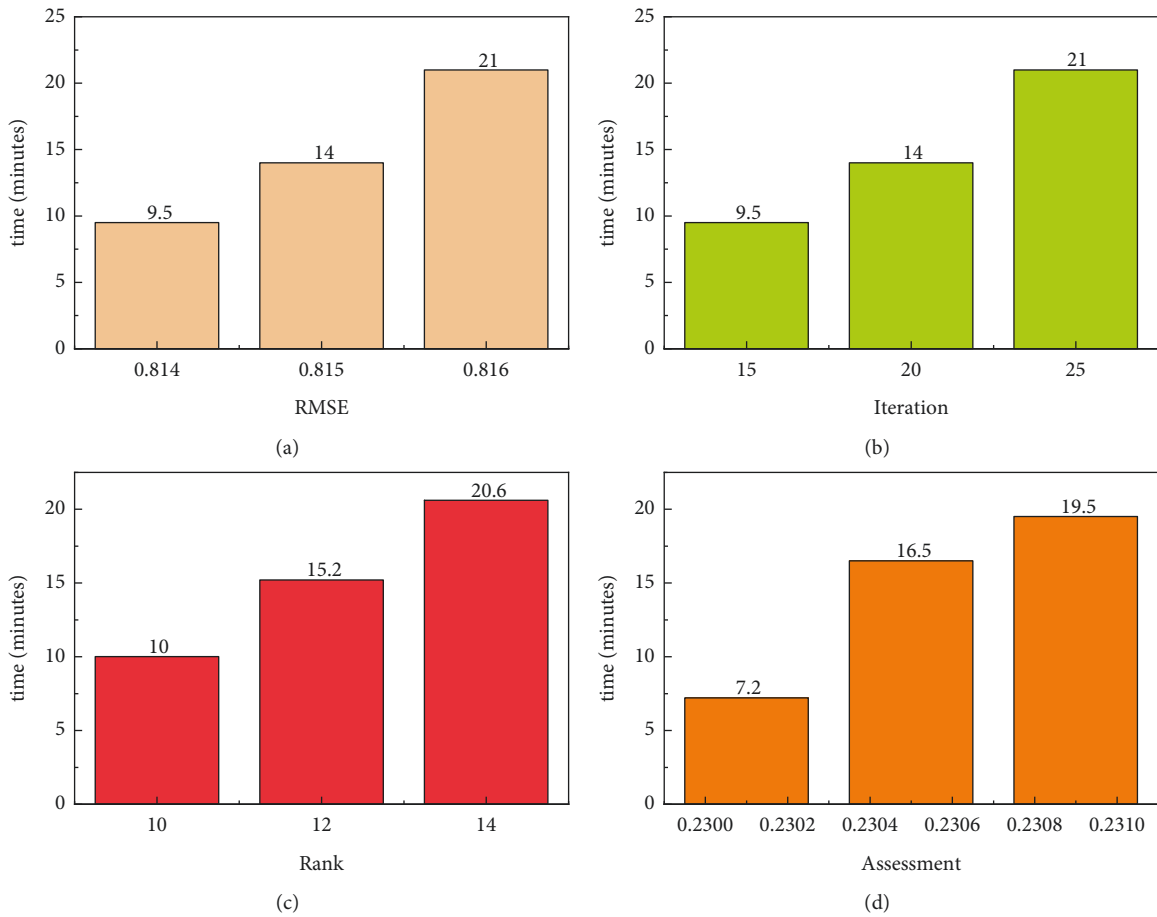 25
20
15
10
5
0
time (minutes)
9.5
14
21
0.814 0.815 0.816
RMSE
(a)
25
20
15
10
5
0
time (minutes)
9.5
14
21
15 20 25
Iteration
(b)
20
15
10
5
0
time (minutes)
10
15.2
20.6
10 12 14
Rank
(c)
20
15
10
5
0
time (minutes)
7.2
16.5
19.5
0.2300 0.2302 0.2304 0.2306 0.2308 0.2310
Assessment
(d)